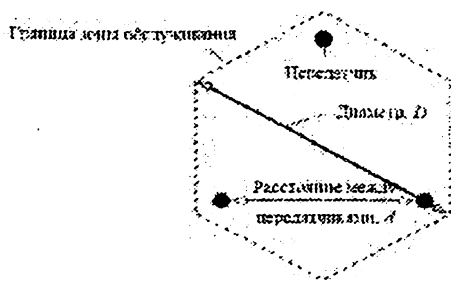 Граница зоны обслуживания
Передатчик
Диаметр, D
Расстояние между
передатчиками, d